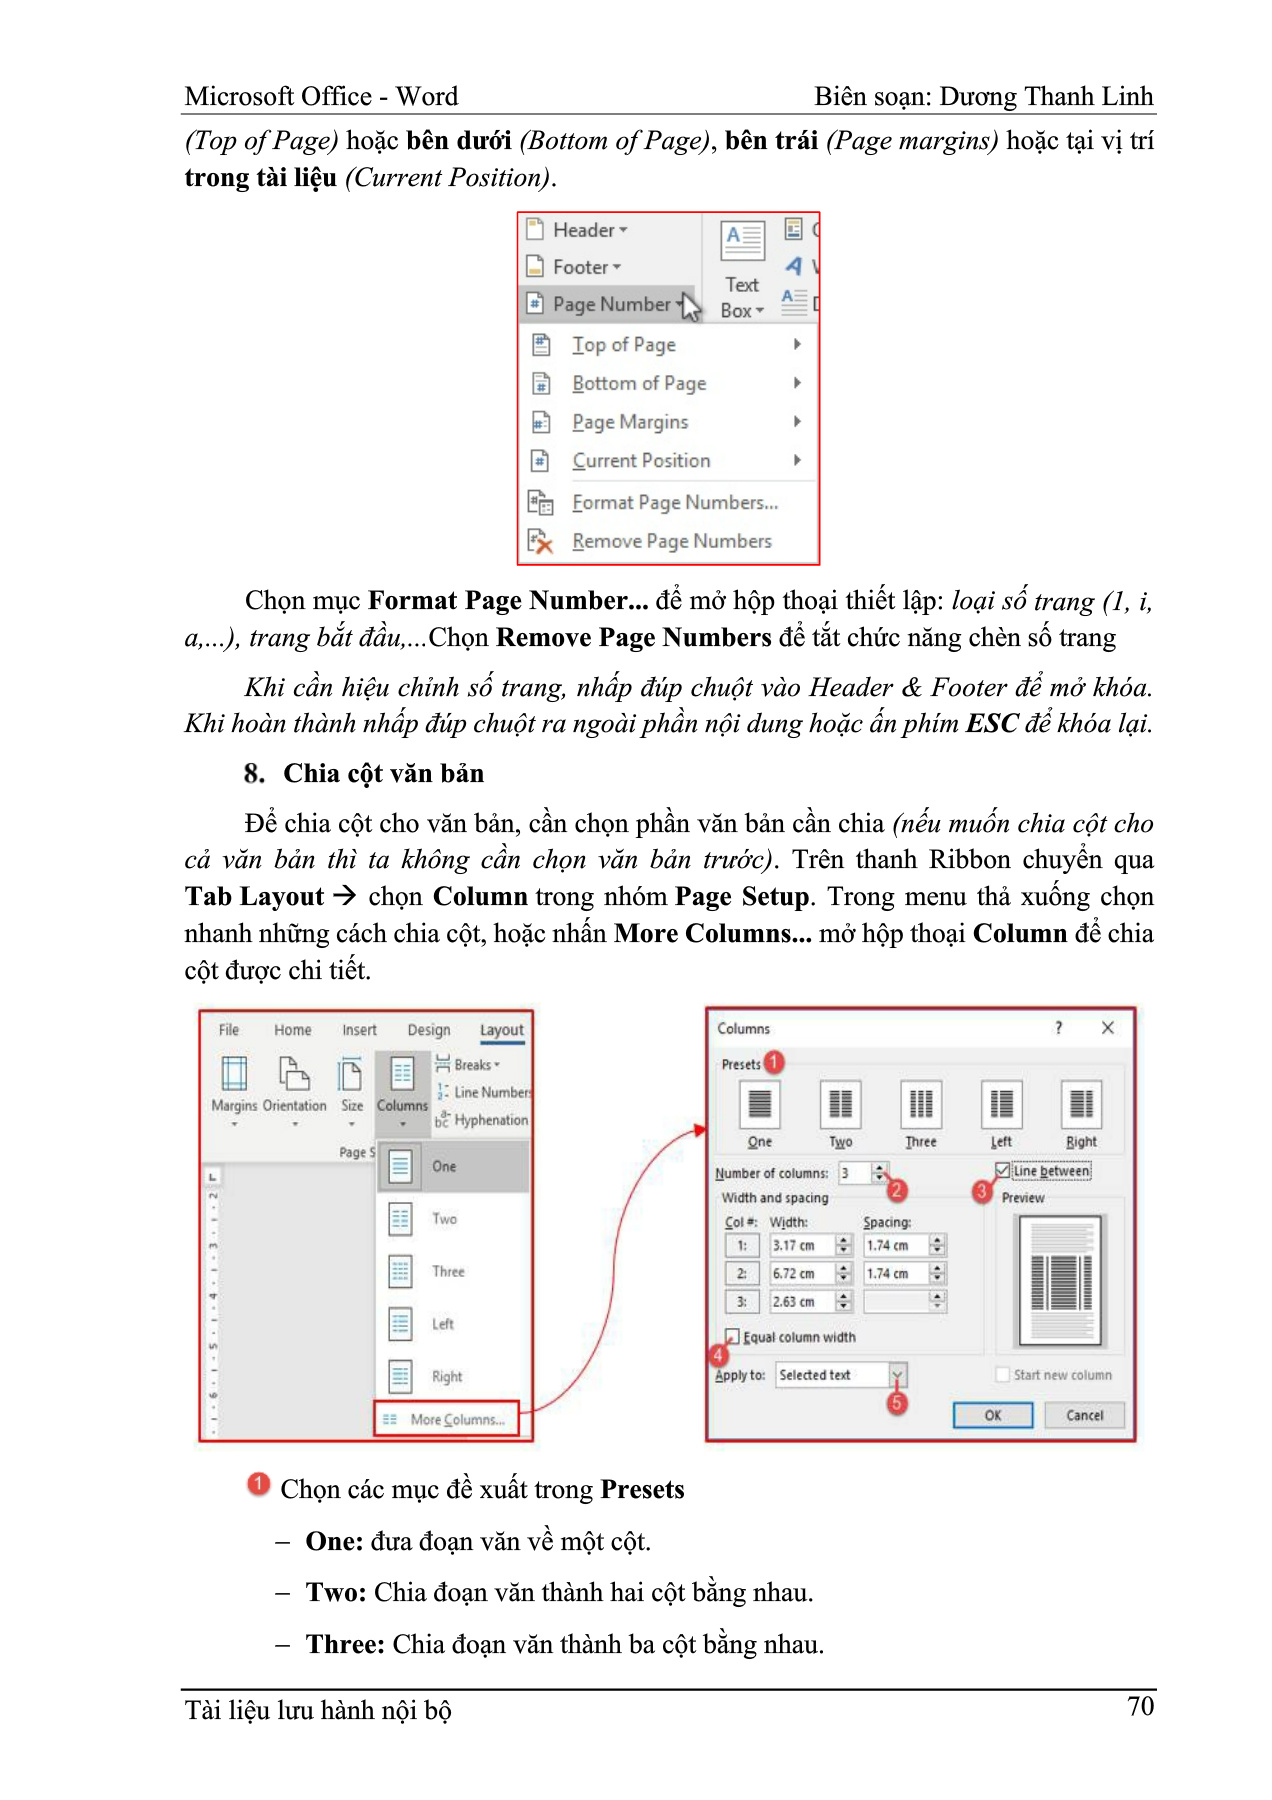 Microsoft Office - Word Biên soạn: Dương Thanh Linh
(Top of Page) hoặc bên dưới (Bottom of Page), bên trái (Page margins) hoặc tại vị trí
trong tài liệu (Current Position).
Header
Footer
Page Number
Text
Box
Top of Page
Bottom of Page
Page Margins
Current Position
Format Page Numbers...
Remove Page Numbers
Chọn mục Format Page Number... để mở hộp thoại thiết lập: loại số trang (1, i,
a,...), trang bắt đầu,...Chọn Remove Page Numbers để tắt chức năng chèn số trang
Khi cần hiệu chỉnh số trang, nhấp đúp chuột vào Header & Footer để mở khóa.
Khi hoàn thành nhấp đúp chuột ra ngoài phần nội dung hoặc ấn phím ESC để khóa lại.
8. Chia cột văn bản
Để chia cột cho văn bản, cần chọn phần văn bản cần chia (nếu muốn chia cột cho
cả văn bản thì ta không cần chọn văn bản trước). Trên thanh Ribbon chuyển qua
Tab Layout → chọn Column trong nhóm Page Setup. Trong menu thả xuống chọn
nhanh những cách chia cột, hoặc nhấn More Columns... mở hộp thoại Column để chia
cột được chi tiết.
File Home Insert Design Layout
Breaks
Line Numbers
Hyphenation
Margins Orientation Size Columns
Page S
One
Two
Three
Left
Right
More Columns...
Columns ? X
Presets 1
One Two Three Left Right
Number of columns: 3 2
3 Line between
Width and spacing Preview
Col #: Width: Spacing:
1: 3.17 cm 1.74 cm
2: 6.72 cm 1.74 cm
3: 2.63 cm
Equal column width
4
Apply to: Selected text Start new column
5
OK Cancel
1 Chọn các mục đề xuất trong Presets
– One: đưa đoạn văn về một cột.
– Two: Chia đoạn văn thành hai cột bằng nhau.
– Three: Chia đoạn văn thành ba cột bằng nhau.
Tài liệu lưu hành nội bộ 70